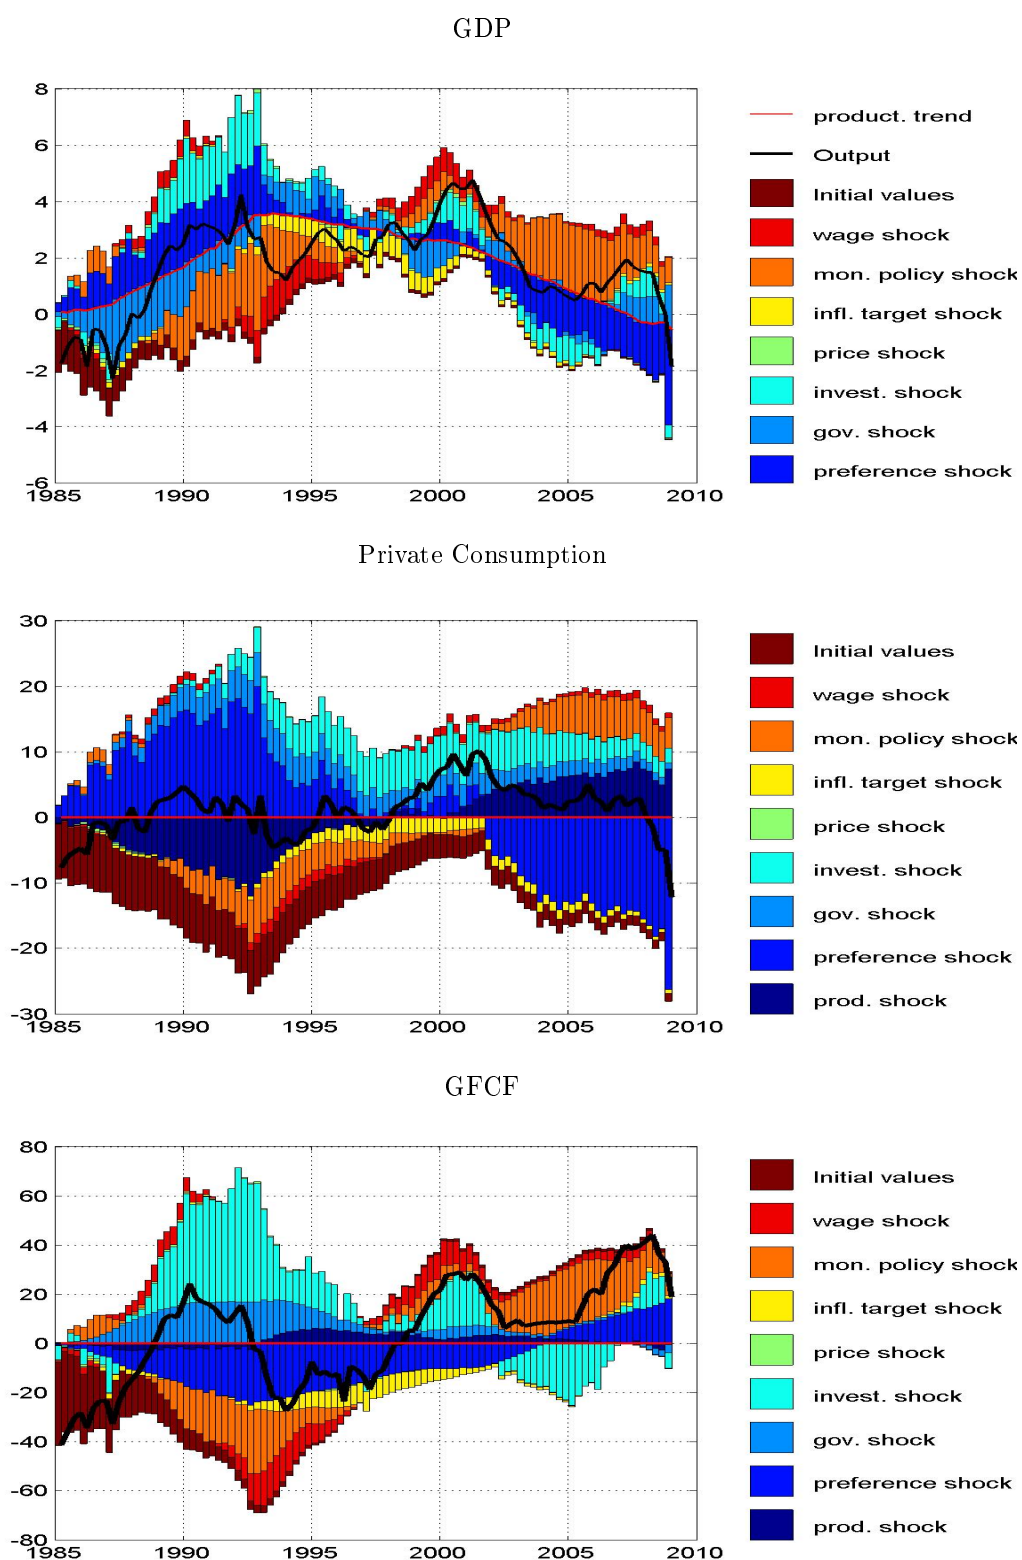 GDP
8
6
4
2
0
-2
-4
-6
1985 1990 1995 2000 2005 2010
product. trend
Output
Initial values
wage shock
mon. policy shock
infl. target shock
price shock
invest. shock
gov. shock
preference shock
Private Consumption
30
20
10
0
-10
-20
-30
1985 1990 1995 2000 2005 2010
Initial values
wage shock
mon. policy shock
infl. target shock
price shock
invest. shock
gov. shock
preference shock
prod. shock
GFCF
80
60
40
20
0
-20
-40
-60
-80
1985 1990 1995 2000 2005 2010
Initial values
wage shock
mon. policy shock
infl. target shock
price shock
invest. shock
gov. shock
preference shock
prod. shock